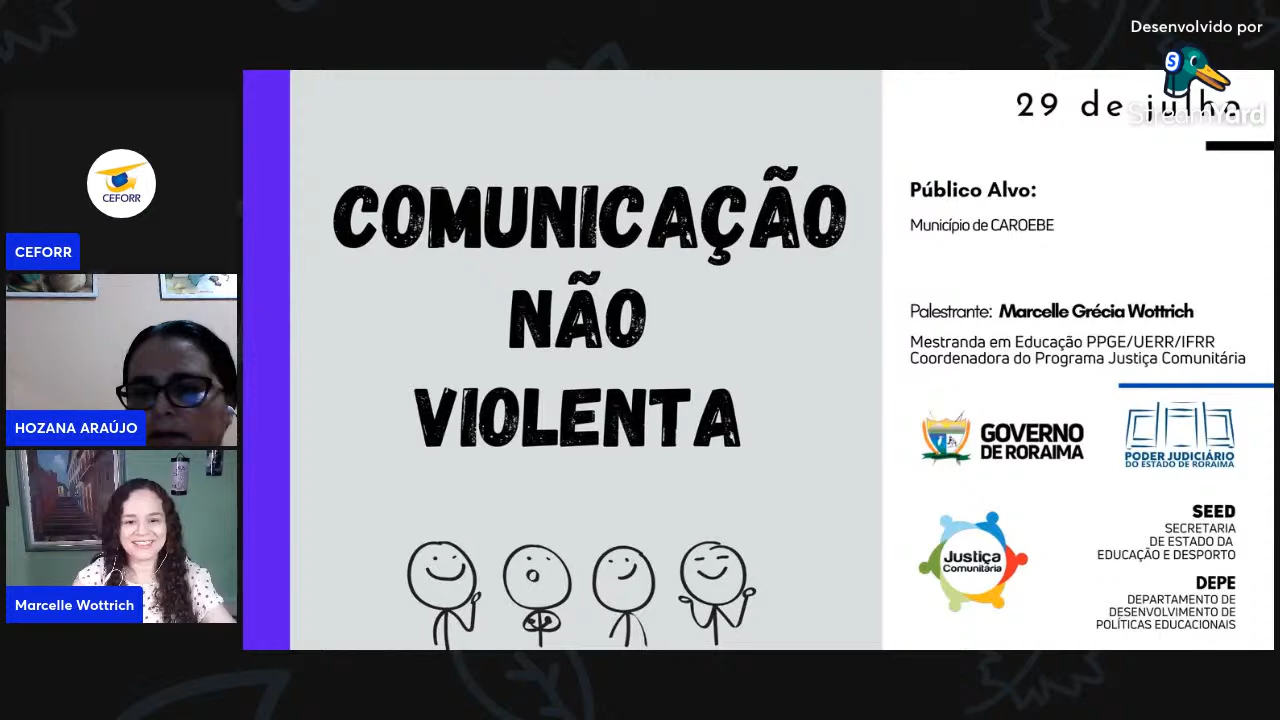 Desenvolvido por
StreamYard
CEFORR
CEFORR
HOZANA ARAÚJO
Marcelle Wottrich
COMUNICAÇÃO
NÃO
VIOLENTA
29 de julho
Público Alvo:
Município de CAROEBE
Palestrante: Marcelle Grécia Wottrich
Mestranda em Educação PPGE/UERR/IFRR
Coordenadora do Programa Justiça Comunitária
GOVERNO
DE RORAIMA
PODER JUDICIÁRIO
DO ESTADO DE RORAIMA
Justiça
Comunitária
SEED
SECRETARIA
DE ESTADO DA
EDUCAÇÃO E DESPORTO
DEPE
DEPARTAMENTO DE
DESENVOLVIMENTO DE
POLÍTICAS EDUCACIONAIS